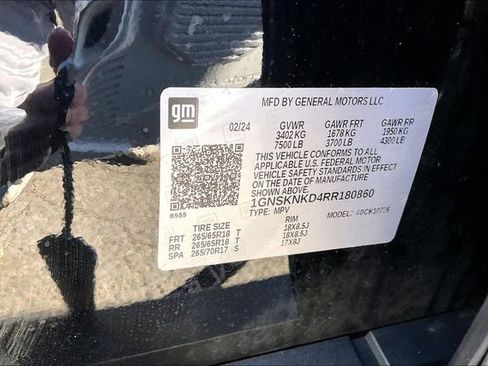 gm
MFD BY GENERAL MOTORS LLC
02/24 GVWR GAWR FRT GAWR RR
3402 KG 1678 KG 1950 KG
7500 LB 3700 LB 4300 LB
THIS VEHICLE CONFORMS TO ALL
APPLICABLE U.S. FEDERAL MOTOR
VEHICLE SAFETY STANDARDS IN EFFECT
ON THE DATE OF MANUFACTURE
1GNSKNKD4RR180860
TYPE: MPV MODEL:
8555
TIRE SIZE RIM
FRT 265/65R18 T 18X8.5J
RR 265/65R18 T 18X8.5J
SPA 265/70R17 S 17X8J